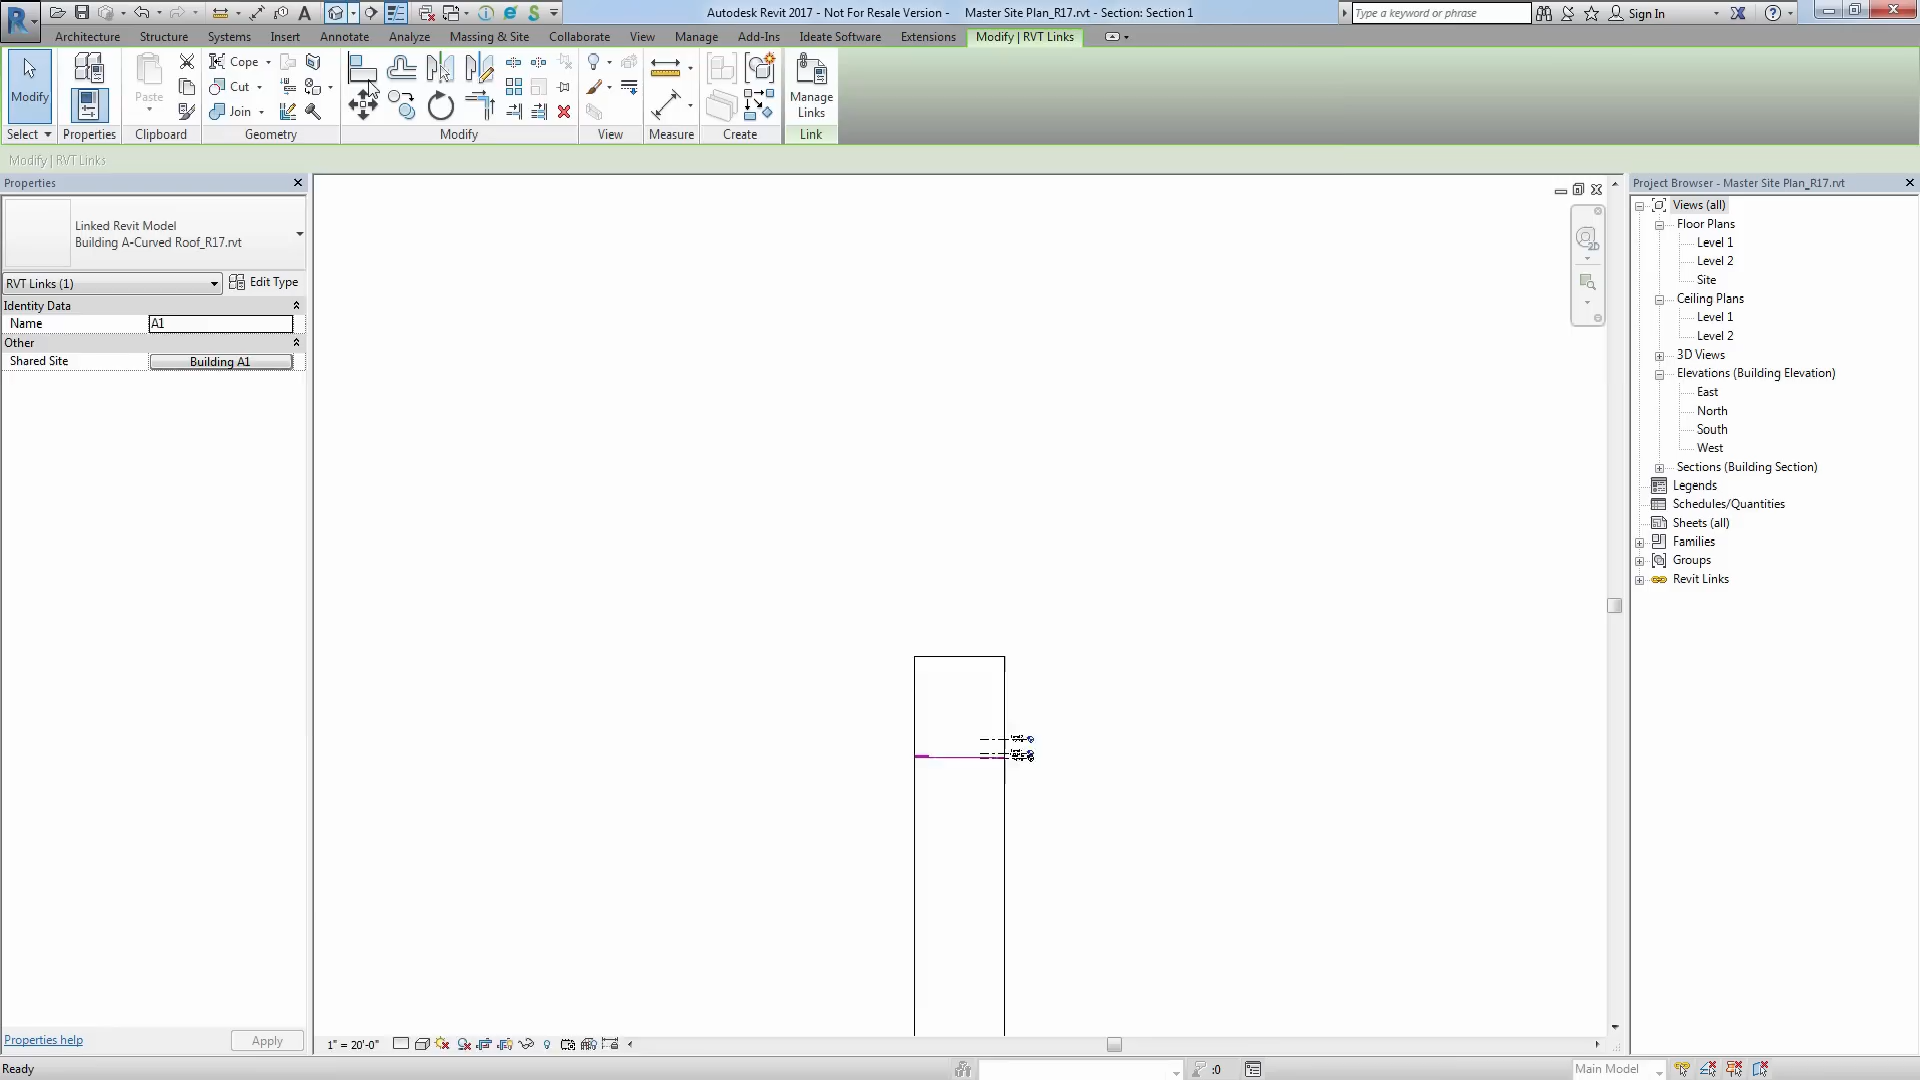 Autodesk Revit 2017 - Not For Resale Version -    Master Site Plan_R17.rvt - Section: Section 1
Type a keyword or phrase
Sign In
Architecture
Structure
Systems
Insert
Annotate
Analyze
Massing & Site
Collaborate
View
Manage
Add-Ins
Ideate Software
Extensions
Modify | RVT Links
Modify
Paste
Cope
Cut
Join
Manage
Links
Select
Properties
Clipboard
Geometry
Modify
View
Measure
Create
Link
Modify | RVT Links
Properties
Linked Revit Model
Building A-Curved Roof_R17.rvt
RVT Links (1)
Edit Type
Identity Data
Name
A1
Other
Shared Site
Building A1
Properties help
Apply
2D
1" = 20'-0"
Project Browser - Master Site Plan_R17.rvt
Views (all)
Floor Plans
Level 1
Level 2
Site
Ceiling Plans
Level 1
Level 2
3D Views
Elevations (Building Elevation)
East
North
South
West
Sections (Building Section)
Legends
Schedules/Quantities
Sheets (all)
Families
Groups
Revit Links
Ready
:0
Main Model